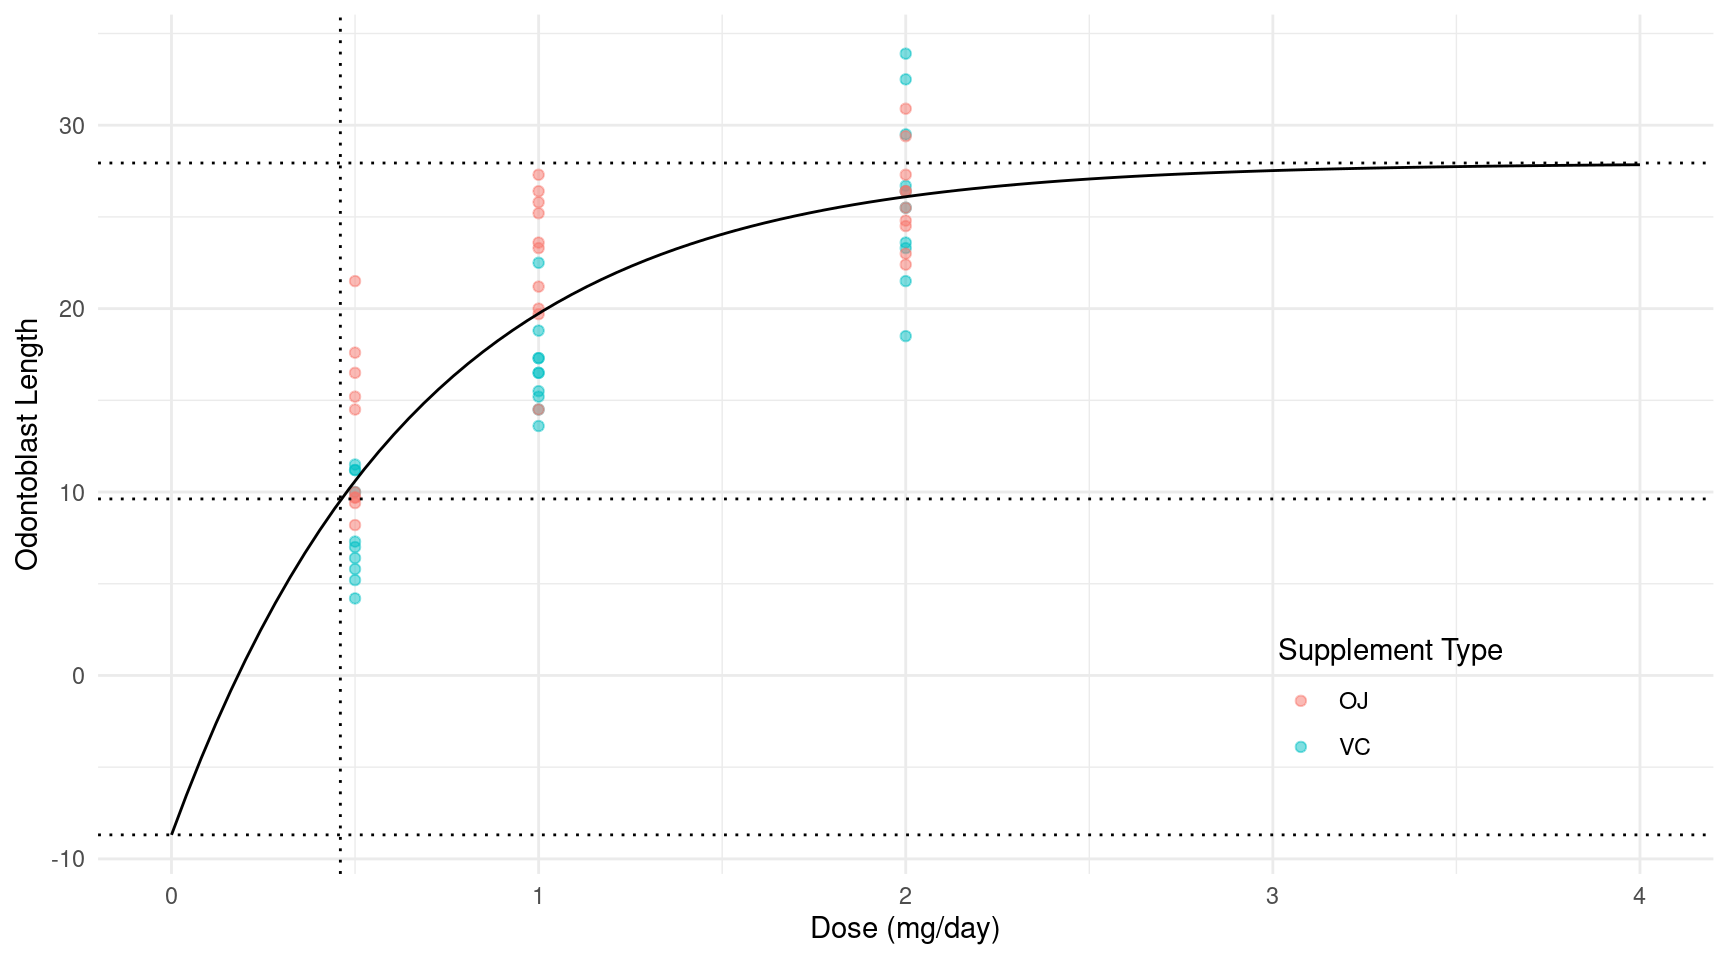 30
20
10
0
-10
Odontoblast Length
0 1 2 3 4
Dose (mg/day)
Supplement Type
OJ
VC